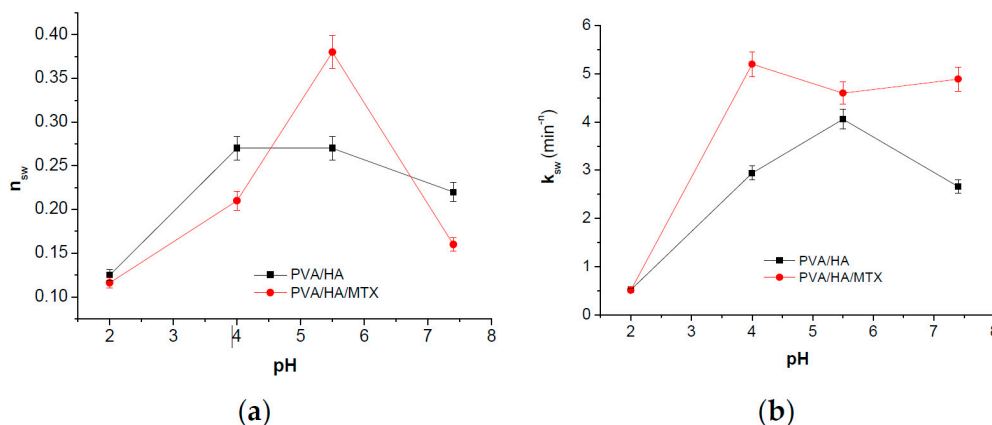 0.40
0.35
0.30
0.25
0.20
0.15
0.10
n_sw
2 3 4 5 6 7 8
pH
PVA/HA
PVA/HA/MTX
(a)
6
5
4
3
2
1
0
k_sw (min^-n)
2 3 4 5 6 7 8
pH
PVA/HA
PVA/HA/MTX
(b)